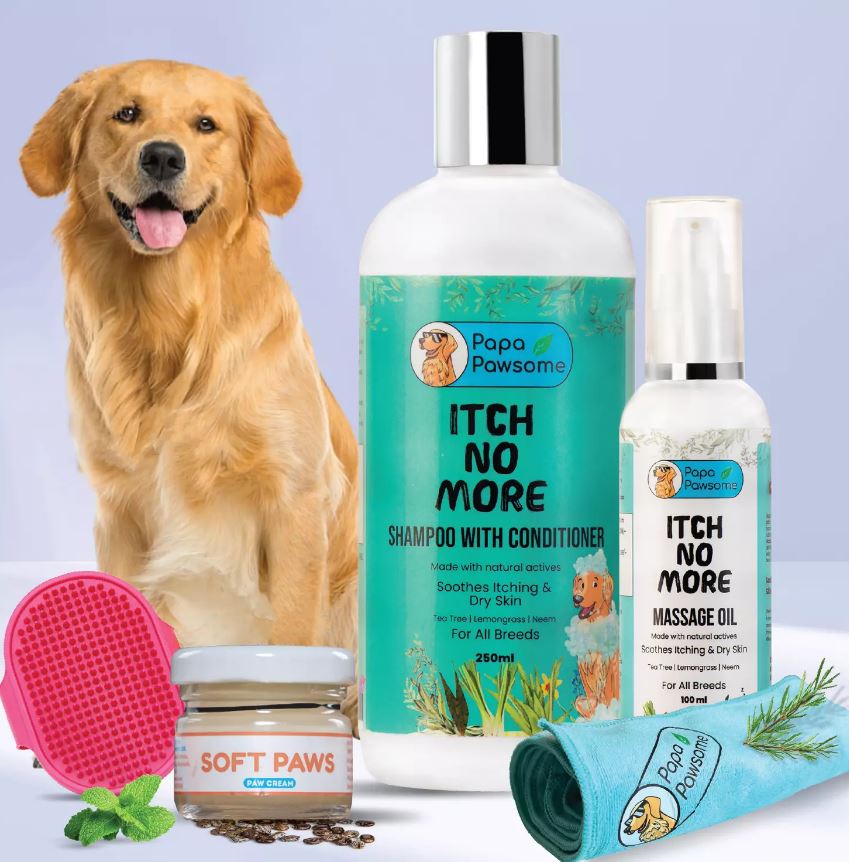 Papa
Pawsome
ITCH
NO
MORE
SHAMPOO WITH CONDITIONER
Made with natural actives
Soothes Itching &
Dry Skin
Tea Tree | Lemongrass | Neem
For All Breeds
250ml
Papa
Pawsome
ITCH
NO
MORE
MASSAGE OIL
Made with natural actives
Soothes Itching & Dry Skin
Tea Tree | Lemongrass | Neem
For All Breeds
100 ml
SOFT PAWS
PAW CREAM
Papa
Pawsome